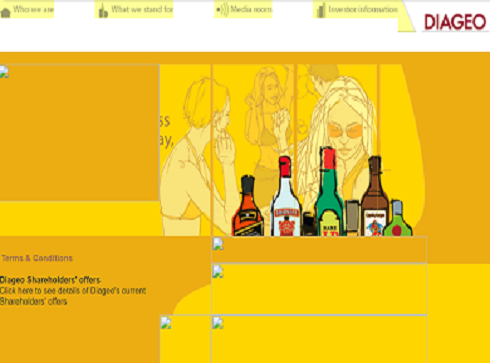 Who we are
What we stand for
Media room
Investor information
DIAGEO
ss
ay,
Terms & Conditions
Diageo Shareholders' offers
Click here to see details of Diageo's current
Shareholders' offers